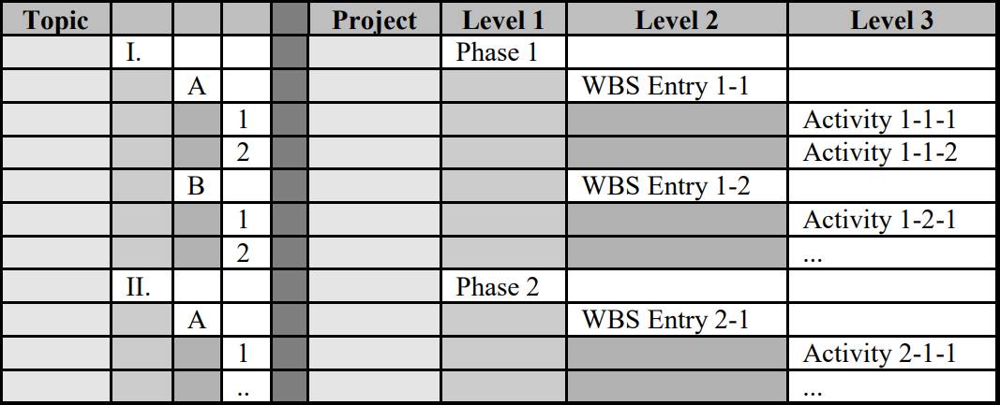 Topic Project Level 1 Level 2 Level 3
I. Phase 1
A WBS Entry 1-1
1 Activity 1-1-1
2 Activity 1-1-2
B WBS Entry 1-2
1 Activity 1-2-1
2 ...
II. Phase 2
A WBS Entry 2-1
1 Activity 2-1-1
.. ...